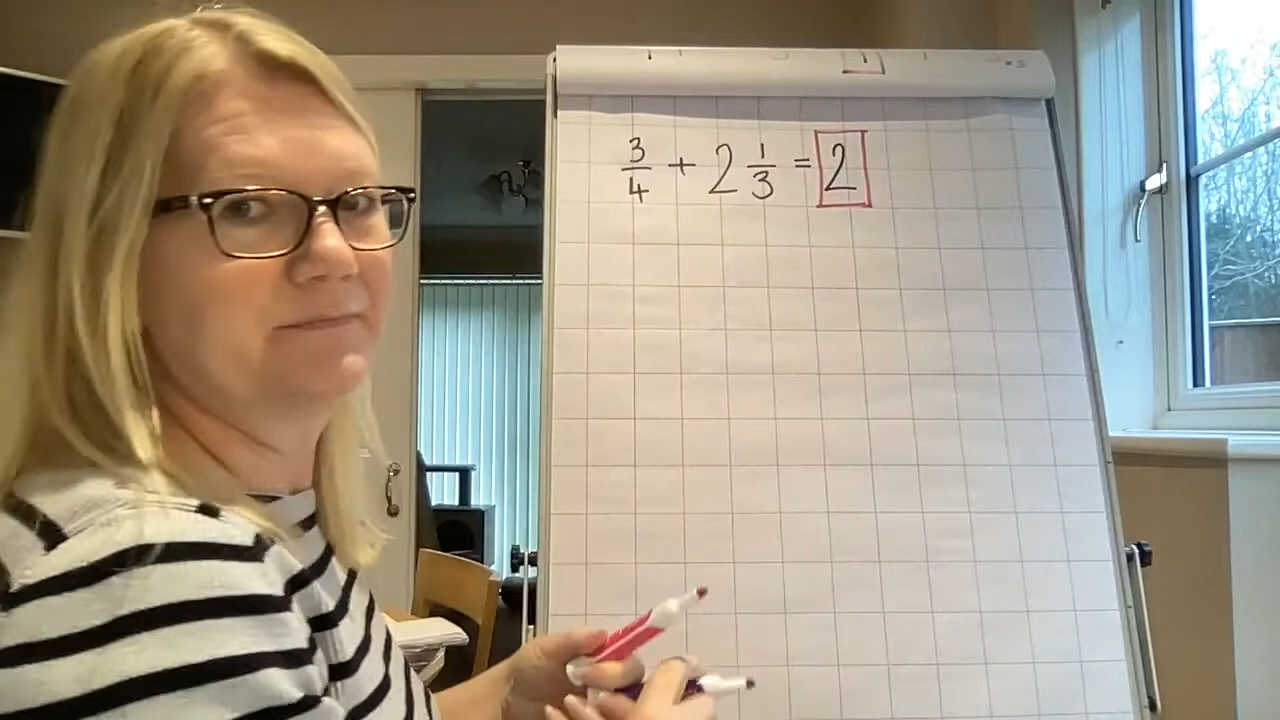 3/4 + 2 1/3 = 2